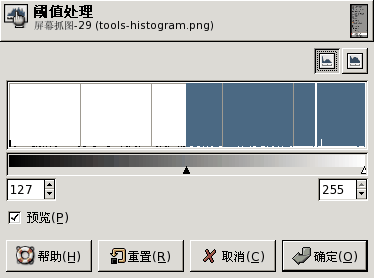 阈值处理
屏幕抓图-29 (tools-histogram.png)
127
255
预览(P)
帮助(H)
重置(R)
取消(C)
确定(O)